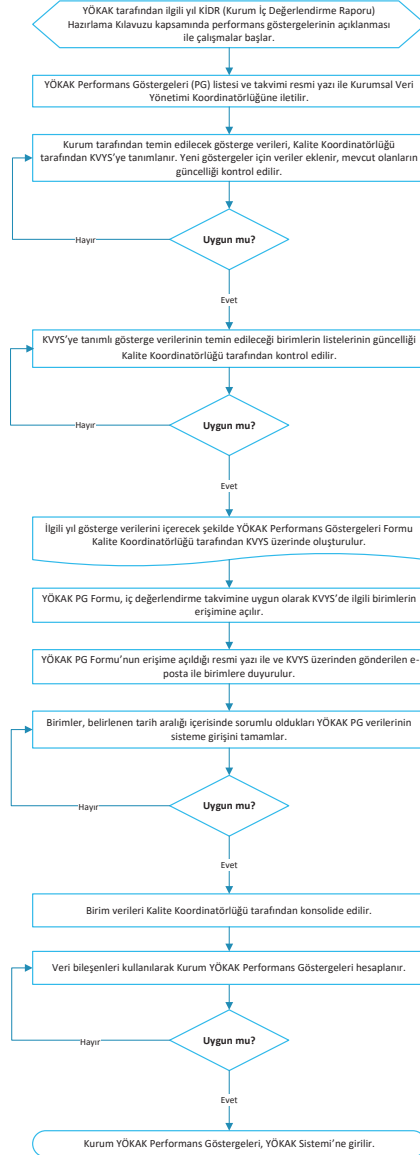 YÖKAK tarafından ilgili yıl KİDR (Kurum İç Değerlendirme Raporu)
Hazırlama Kılavuzu kapsamında performans göstergelerinin açıklanması
ile çalışmalar başlar.
YÖKAK Performans Göstergeleri (PG) listesi ve takvimi resmi yazı ile Kurumsal Veri
Yönetimi Koordinatörlüğüne iletilir.
Kurum tarafından temin edilecek gösterge verileri, Kalite Koordinatörlüğü
tarafından KVYS'ye tanımlanır. Yeni göstergeler için veriler eklenir, mevcut olanların
güncelliği kontrol edilir.
Hayır
Uygun mu?
Evet
KVYS'ye tanımlı gösterge verilerinin temin edileceği birimlerin listelerinin güncelliği
Kalite Koordinatörlüğü tarafından kontrol edilir.
Hayır
Uygun mu?
Evet
İlgili yıl gösterge verilerini içerecek şekilde YÖKAK Performans Göstergeleri Formu
Kalite Koordinatörlüğü tarafından KVYS üzerinde oluşturulur.
YÖKAK PG Formu, iç değerlendirme takvimine uygun olarak KVYS'de ilgili birimlerin
erişimine açılır.
YÖKAK PG Formu'nun erişime açıldığı resmi yazı ile ve KVYS üzerinden gönderilen e-
posta ile birimlere duyurulur.
Birimler, belirlenen tarih aralığı içerisinde sorumlu oldukları YÖKAK PG verilerinin
sisteme girişini tamamlar.
Hayır
Uygun mu?
Evet
Birim verileri Kalite Koordinatörlüğü tarafından konsolide edilir.
Veri bileşenleri kullanılarak Kurum YÖKAK Performans Göstergeleri hesaplanır.
Hayır
Uygun mu?
Evet
Kurum YÖKAK Performans Göstergeleri, YÖKAK Sistemi'ne girilir.